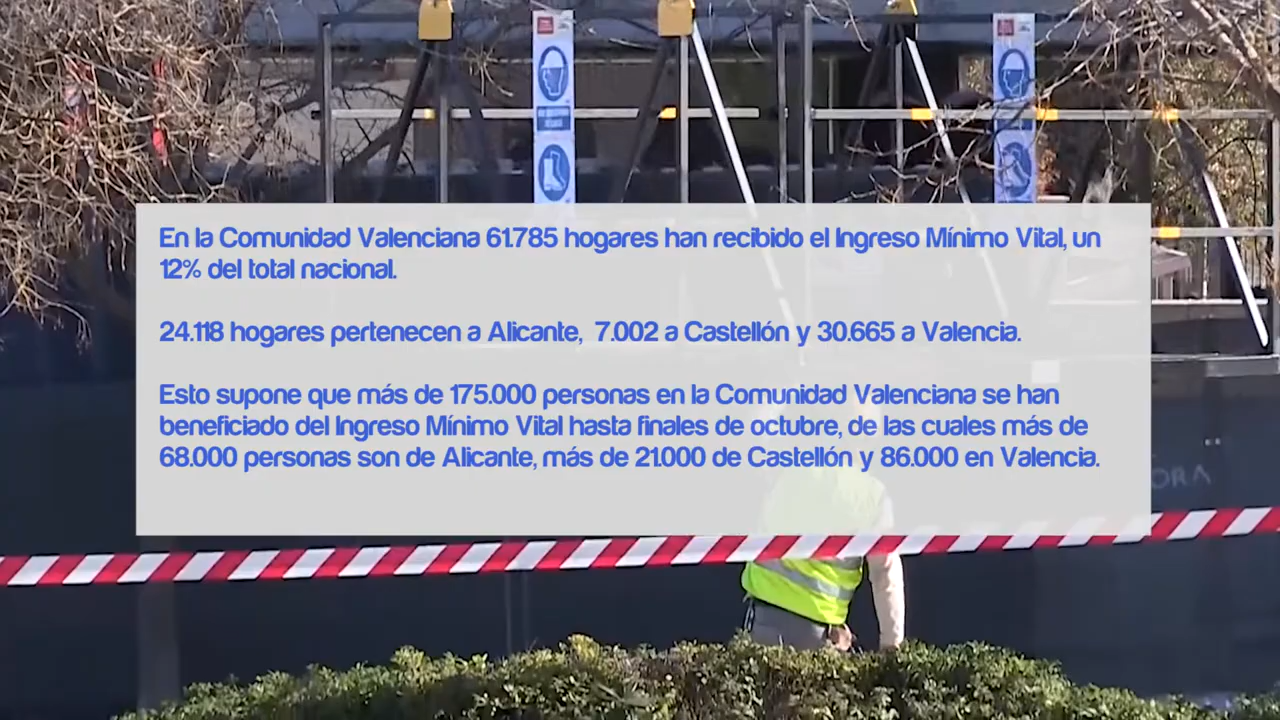 En la Comunidad Valenciana 61.785 hogares han recibido el Ingreso Mínimo Vital, un
12% del total nacional.
24.118 hogares pertenecen a Alicante, 7.002 a Castellón y 30.665 a Valencia.
Esto supone que más de 175.000 personas en la Comunidad Valenciana se han
beneficiado del Ingreso Mínimo Vital hasta finales de octubre, de las cuales más de
68.000 personas son de Alicante, más de 21.000 de Castellón y 86.000 en Valencia.